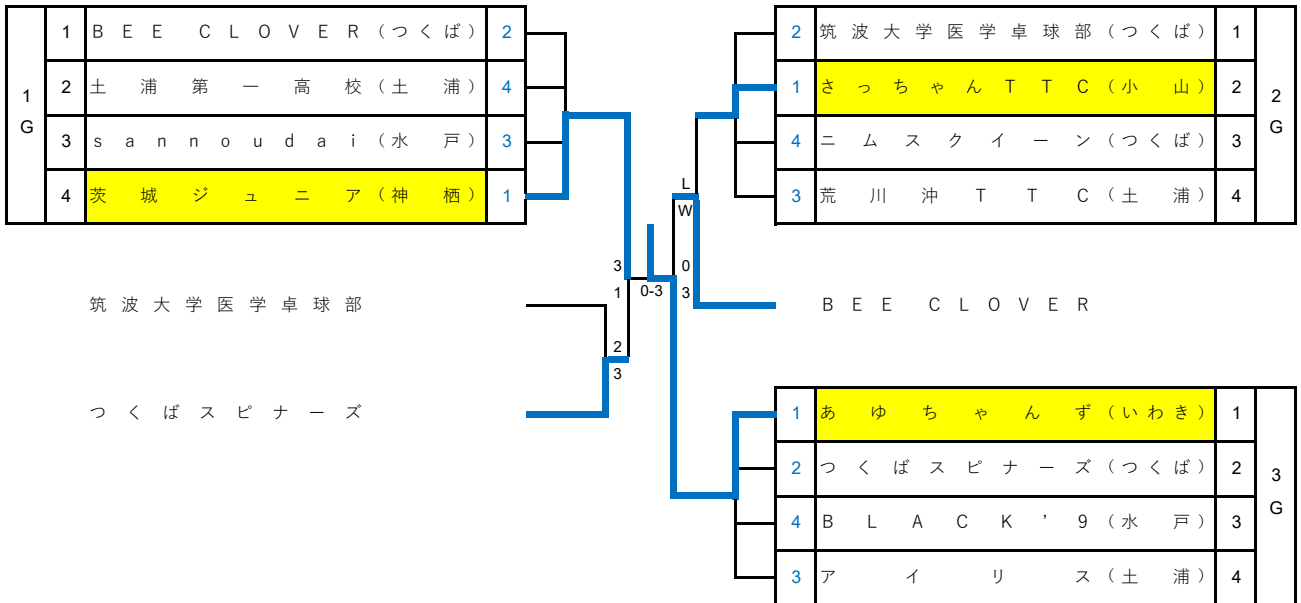 1G
1 BEE CLOVER(つくば) 2
2 土浦第一高校(土浦) 4
3 sannoudai(水戸) 3
4 茨城ジュニア(神栖) 1
2 筑波大学医学卓球部(つくば) 1
1 さっちゃんTTC(小山) 2
4 ニムスクイーン(つくば) 3
3 荒川沖TTC(土浦) 4
2G
L
W
3
1
0-3
0
3
筑波大学医学卓球部
BEE CLOVER
2
3
つくばスピナーズ
1 あゆちゃんず(いわき) 1
2 つくばスピナーズ(つくば) 2
4 BLACK'9(水戸) 3
3 アイリス(土浦) 4
3G